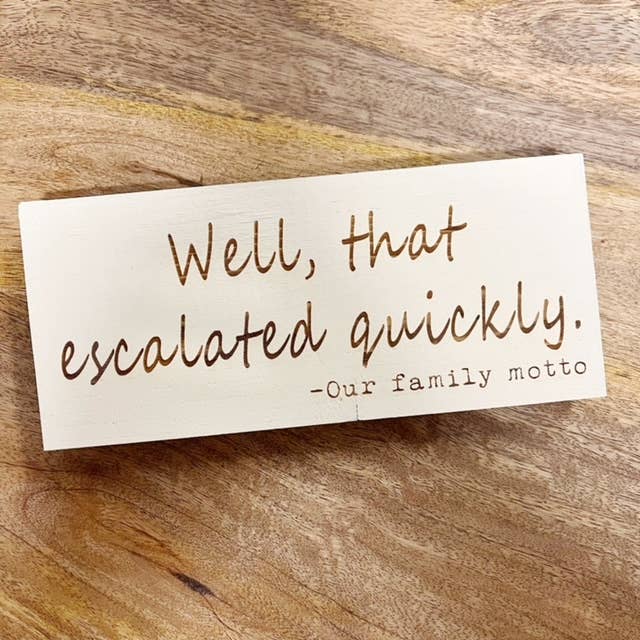 Well, that
escalated quickly.
-Our family motto